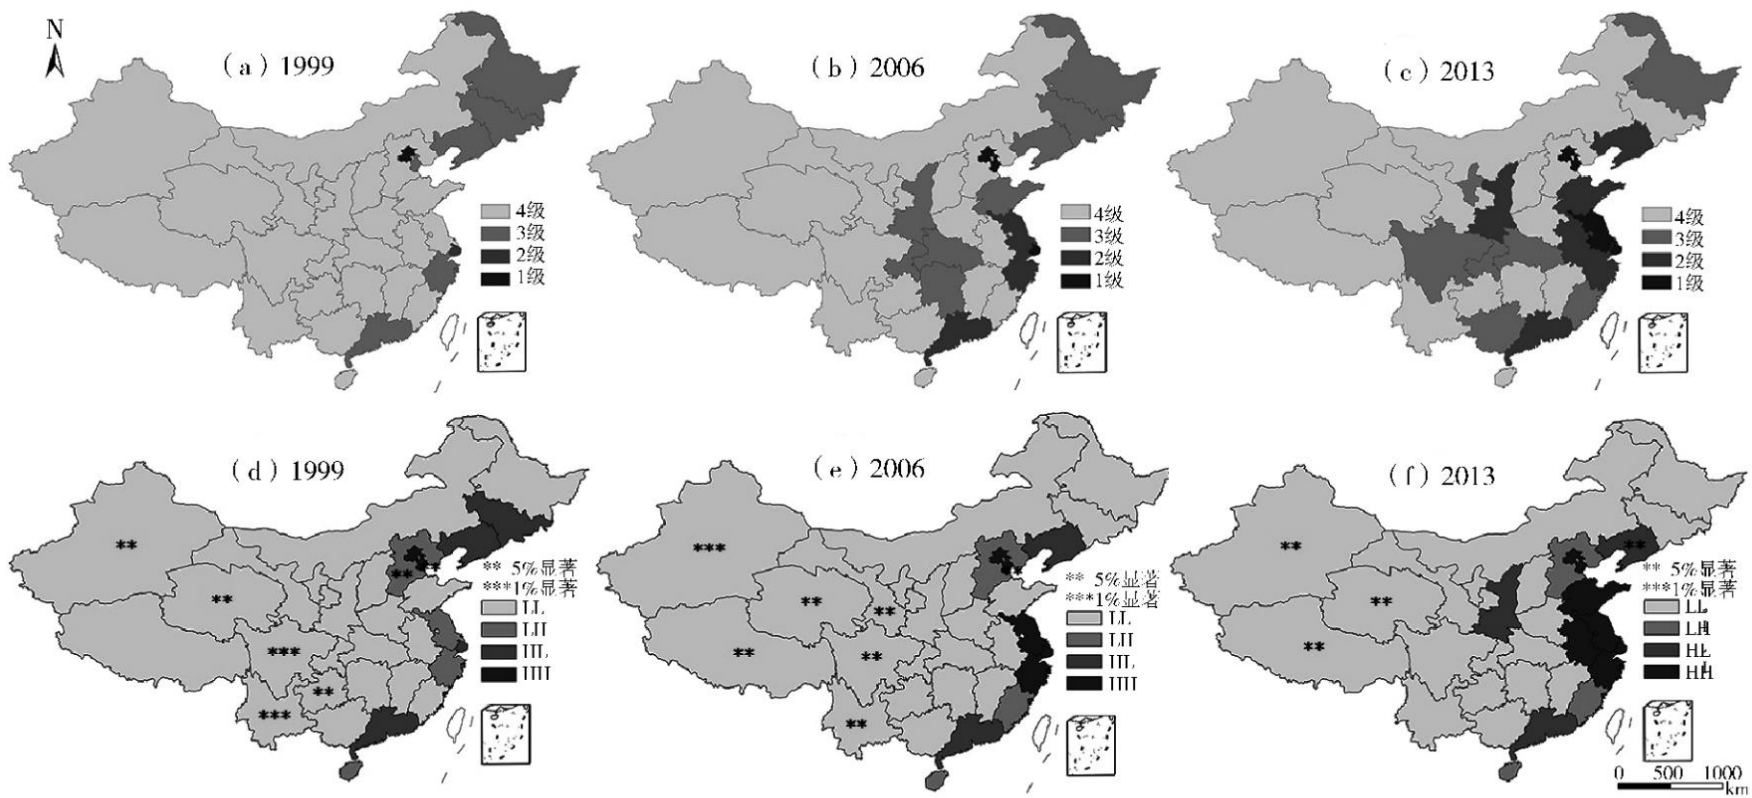 N
(a) 1999
4级
3级
2级
1级
(b) 2006
4级
3级
2级
1级
(c) 2013
4级
3级
2级
1级
(d) 1999
** 5%显著
***1%显著
LL
LH
HL
HH
(e) 2006
** 5%显著
***1%显著
LL
LH
HL
HH
(f) 2013
** 5%显著
***1%显著
LL
LH
HL
HH
0 500 1000
km